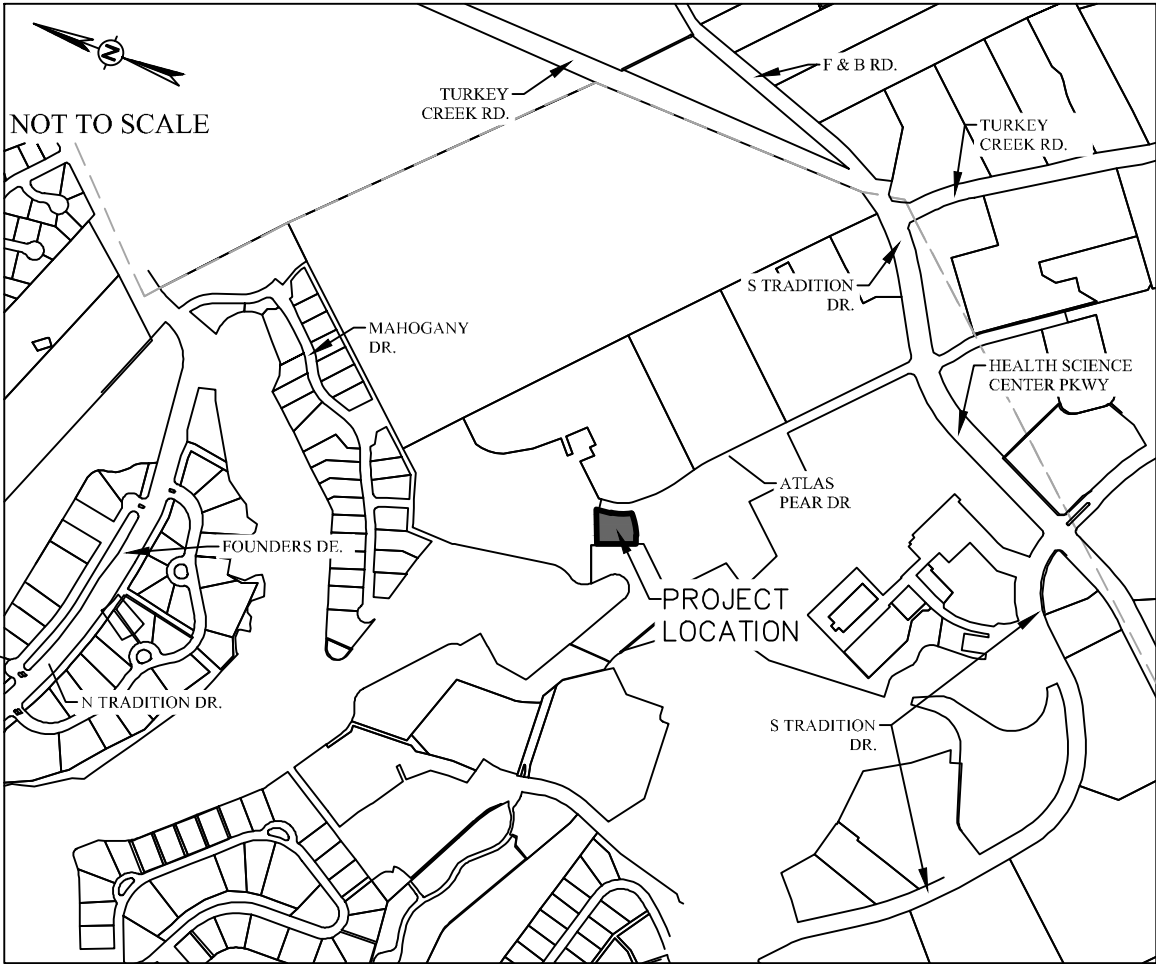 N
NOT TO SCALE
TURKEY
CREEK RD.
F & B RD.
TURKEY
CREEK RD.
S TRADITION
DR.
MAHOGANY
DR.
HEALTH SCIENCE
CENTER PKWY
ATLAS
PEAR DR
FOUNDERS DE.
PROJECT
LOCATION
N TRADITION DR.
S TRADITION
DR.